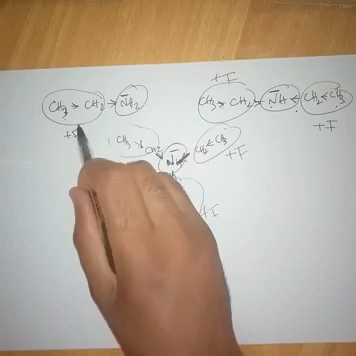 +I
CH₃ → CH₂ → N̄H₂
CH₃ → CH₂ → N̄H ← CH₂ ← CH₃
+I
CH₃ → CH₂
N̄
CH₂ ← CH₃
+I
+I